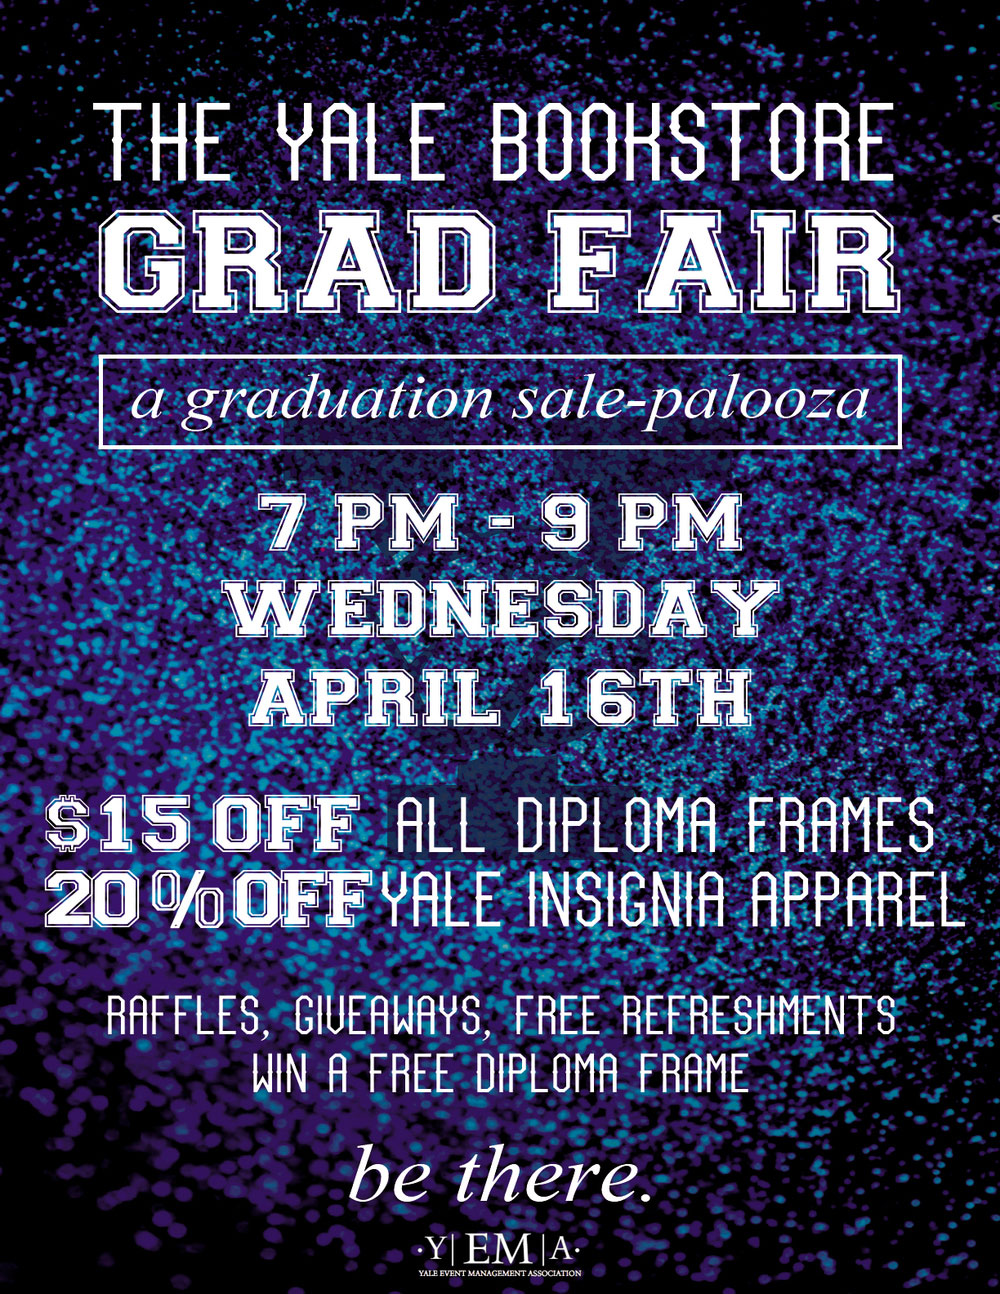 THE YALE BOOKSTORE
GRAD FAIR
a graduation sale-palooza
7 PM - 9 PM
WEDNESDAY
APRIL 16TH
$15 OFF ALL DIPLOMA FRAMES
20% OFF YALE INSIGNIA APPAREL
RAFFLES, GIVEAWAYS, FREE REFRESHMENTS
WIN A FREE DIPLOMA FRAME
be there.
·Y|EM|A·
YALE EVENT MANAGEMENT ASSOCIATION